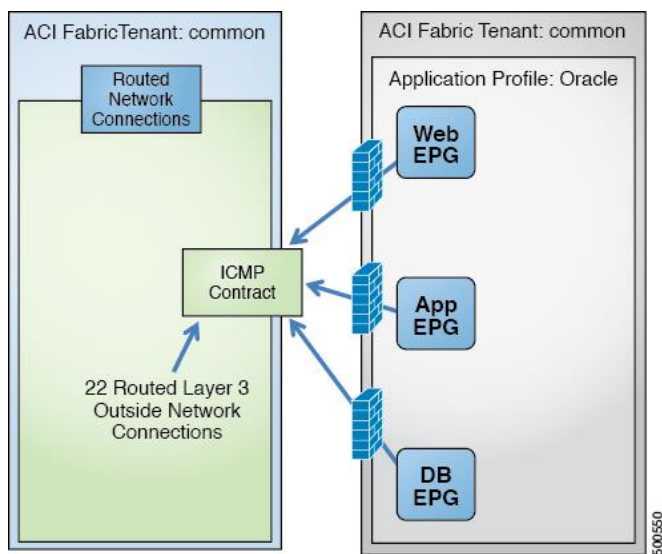 ACI FabricTenant: common
Routed
Network
Connections
ICMP
Contract
22 Routed Layer 3
Outside Network
Connections
ACI Fabric Tenant: common
Application Profile: Oracle
Web
EPG
App
EPG
DB
EPG